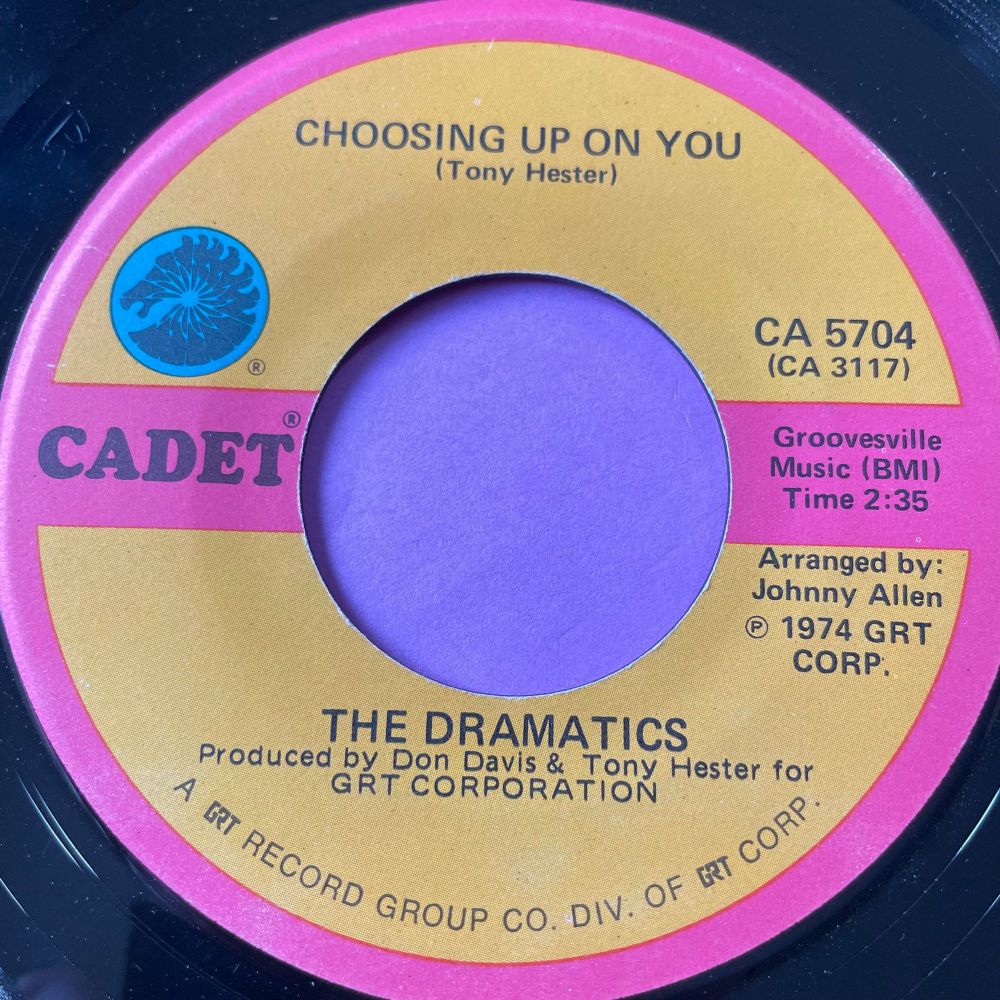 CHOOSING UP ON YOU
(Tony Hester)
®
CADET®
CA 5704
(CA 3117)
Groovesville
Music (BMI)
Time 2:35
Arranged by:
Johnny Allen
℗ 1974 GRT
CORP.
THE DRAMATICS
Produced by Don Davis & Tony Hester for
GRT CORPORATION
A GRT RECORD GROUP CO. DIV. OF GRT CORP.